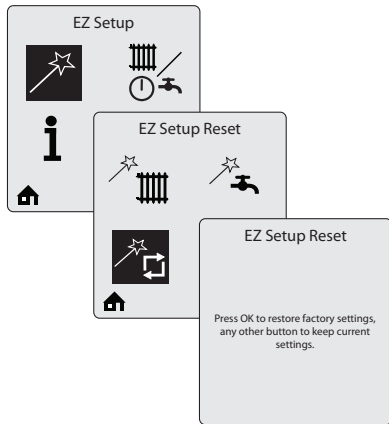 EZ Setup
EZ Setup Reset
EZ Setup Reset
Press OK to restore factory settings,
any other button to keep current
settings.